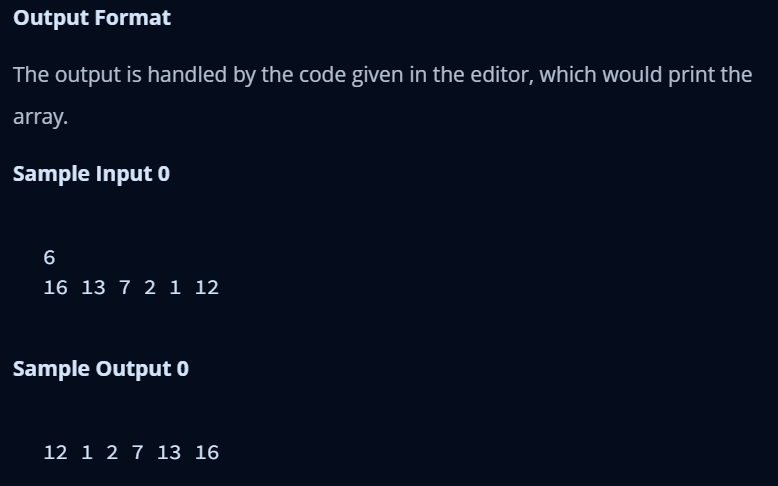 Output Format
The output is handled by the code given in the editor, which would print the
array.
Sample Input 0
6
16 13 7 2 1 12
Sample Output 0
12 1 2 7 13 16